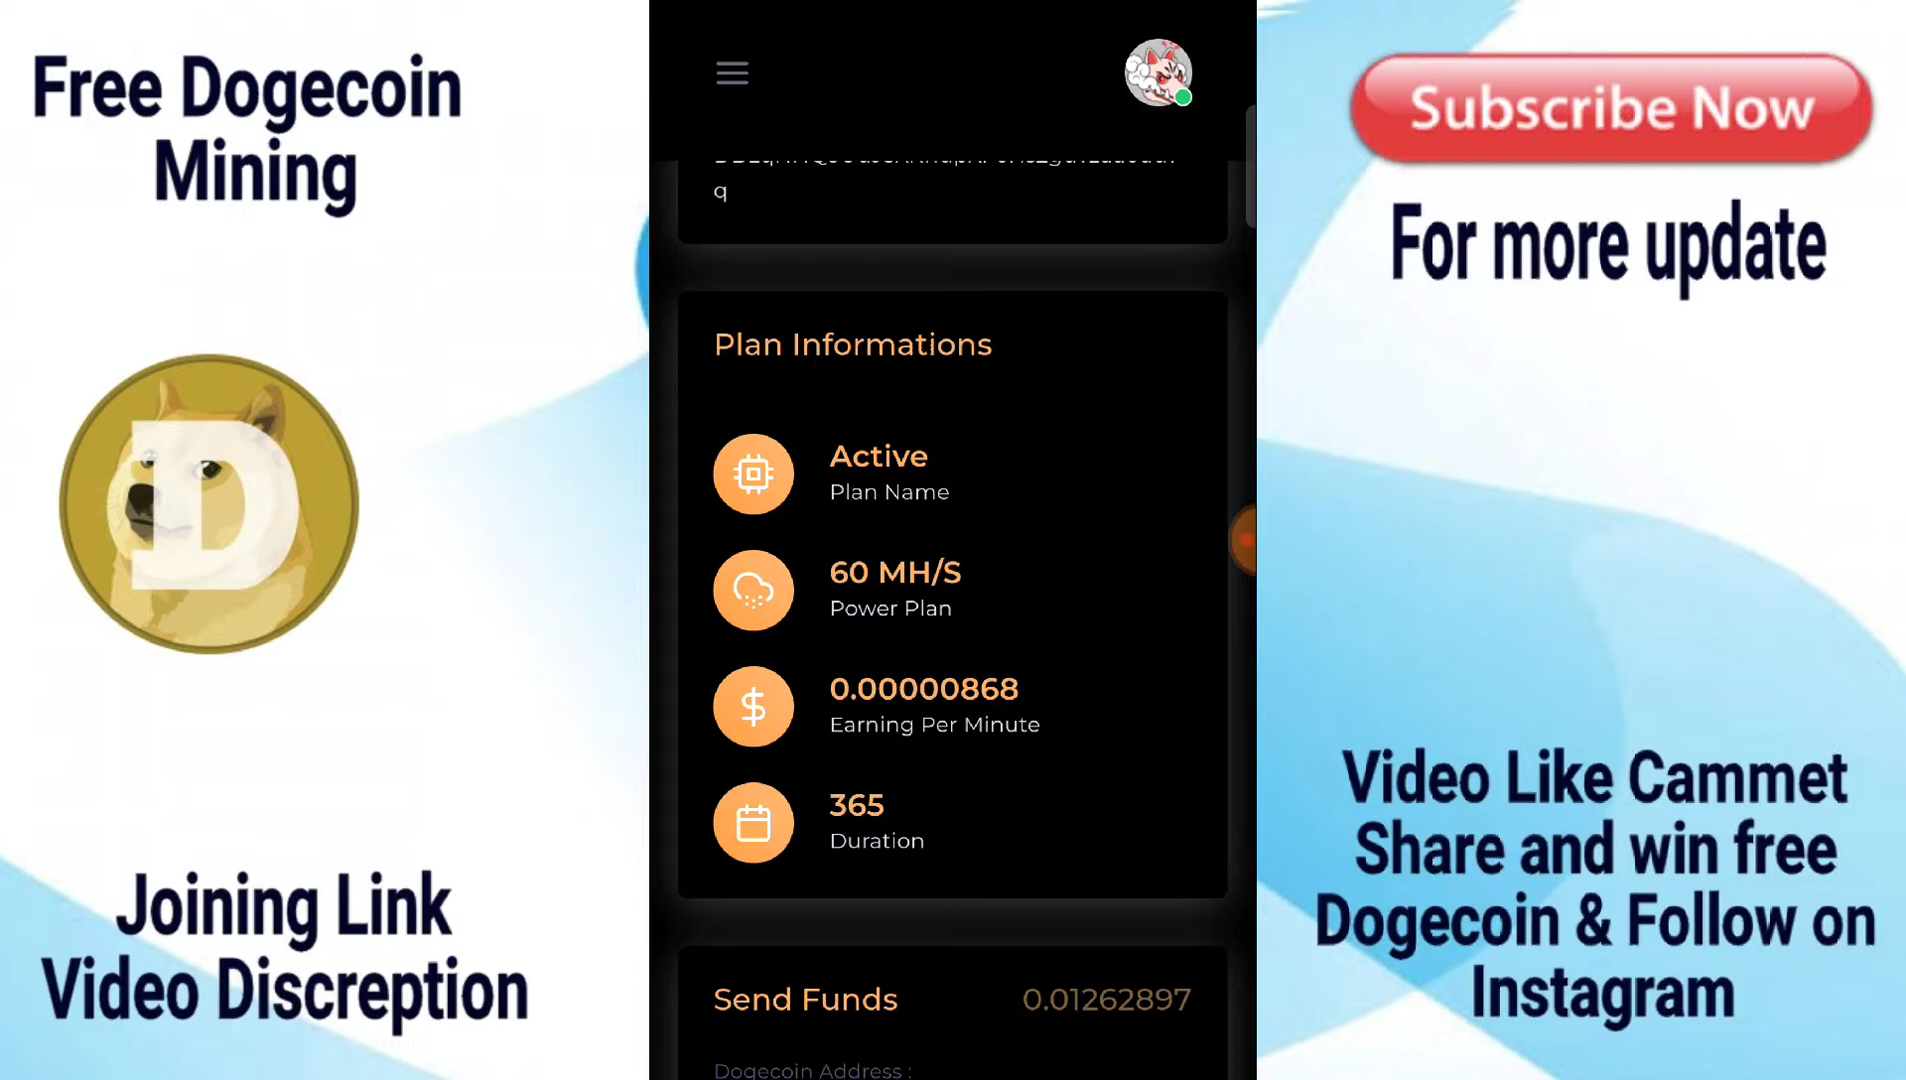 Free Dogecoin
Mining
D
Joining Link
Video Discreption
q
Plan Informations
Active
Plan Name
60 MH/S
Power Plan
0.00000868
Earning Per Minute
365
Duration
Send Funds 0.01262897
Dogecoin Address :
Subscribe Now
For more update
Video Like Cammet
Share and win free
Dogecoin & Follow on
Instagram